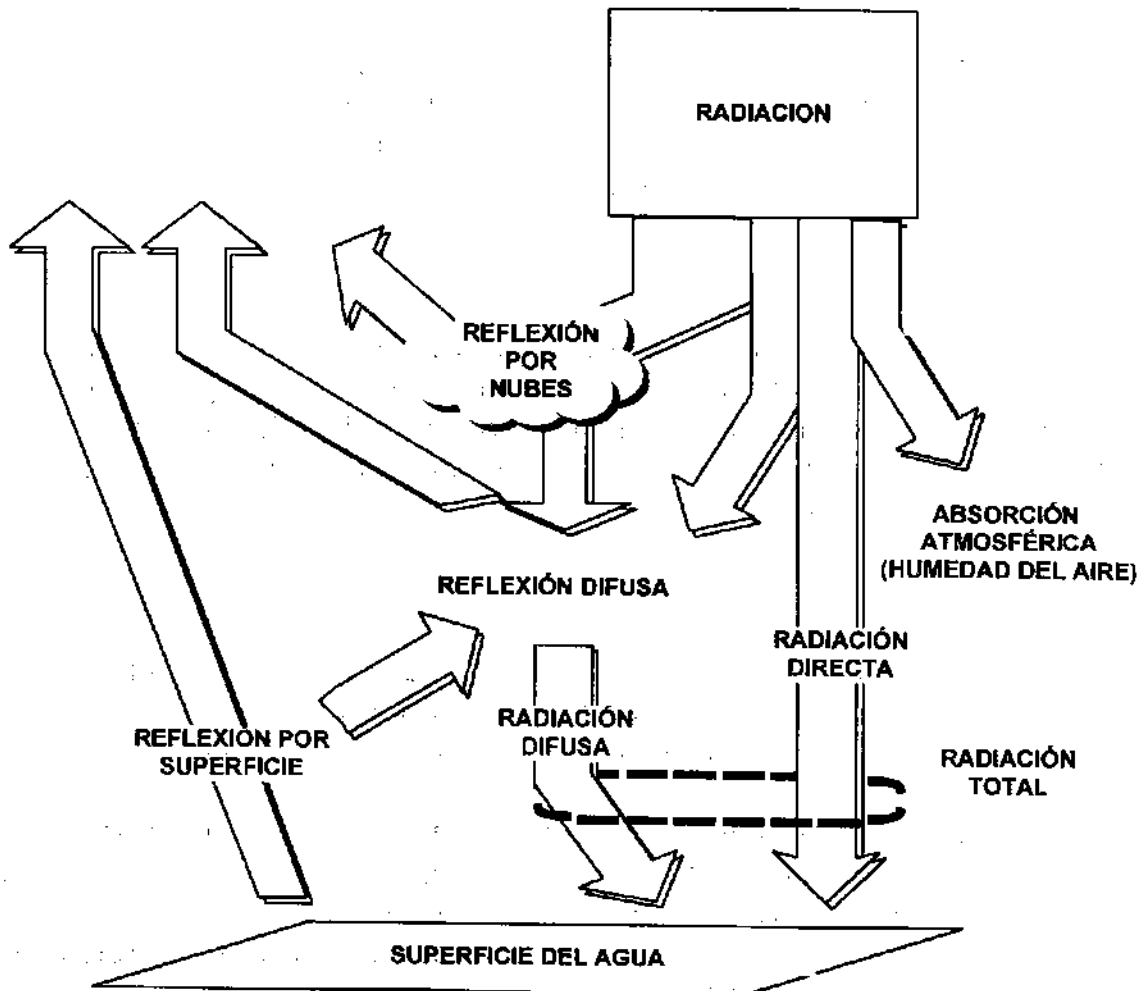 RADIACION
REFLEXIÓN
POR
NUBES
ABSORCIÓN
ATMOSFÉRICA
(HUMEDAD DEL AIRE)
REFLEXIÓN DIFUSA
RADIACIÓN
DIRECTA
REFLEXIÓN POR
SUPERFICIE
RADIACIÓN
DIFUSA
RADIACIÓN
TOTAL
SUPERFICIE DEL AGUA